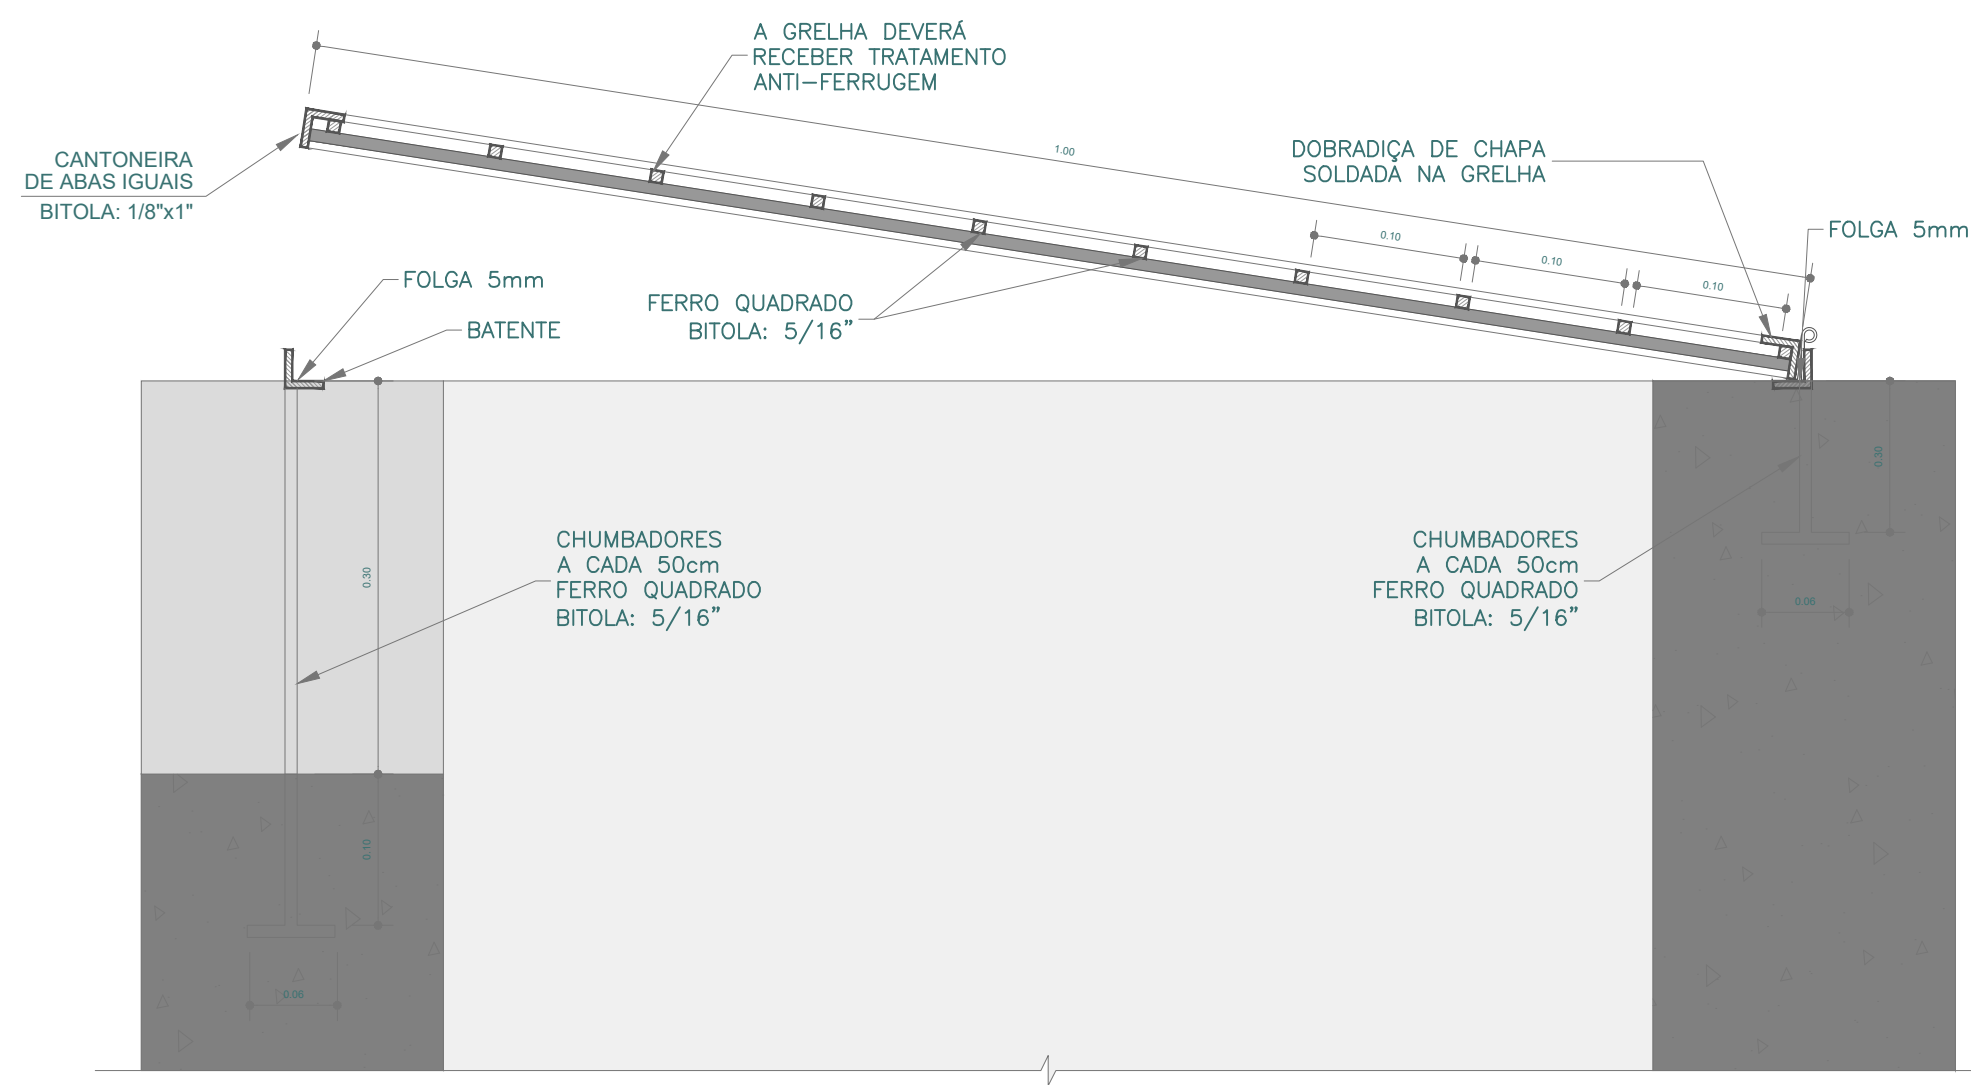 A GRELHA DEVERÁ
RECEBER TRATAMENTO
ANTI-FERRUGEM
1.00
DOBRADIÇA DE CHAPA
SOLDADA NA GRELHA
CANTONEIRA
DE ABAS IGUAIS
BITOLA: 1/8"x1"
FOLGA 5mm
0.10
0.10
0.10
FOLGA 5mm
BATENTE
FERRO QUADRADO
BITOLA: 5/16”
0.30
0.30
CHUMBADORES
A CADA 50cm
FERRO QUADRADO
BITOLA: 5/16”
CHUMBADORES
A CADA 50cm
FERRO QUADRADO
BITOLA: 5/16”
0.06
0.10
0.06